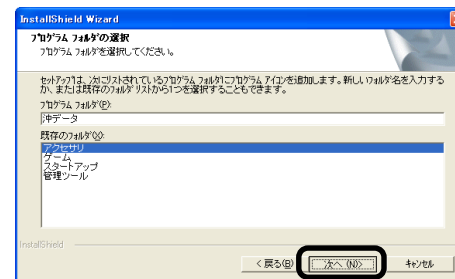 InstallShield Wizard
プログラム フォルダの選択
プログラム フォルダを選択してください。
セットアップは、次にリストされているプログラム フォルダにプログラム アイコンを追加します。新しいフォルダ名を入力する
か、または既存のフォルダ リストから1つを選択することもできます。
プログラム フォルダ(P):
沖データ
既存のフォルダ(X):
アクセサリ
ゲーム
スタートアップ
管理ツール
InstallShield
< 戻る(B)
次へ (N)>
キャンセル